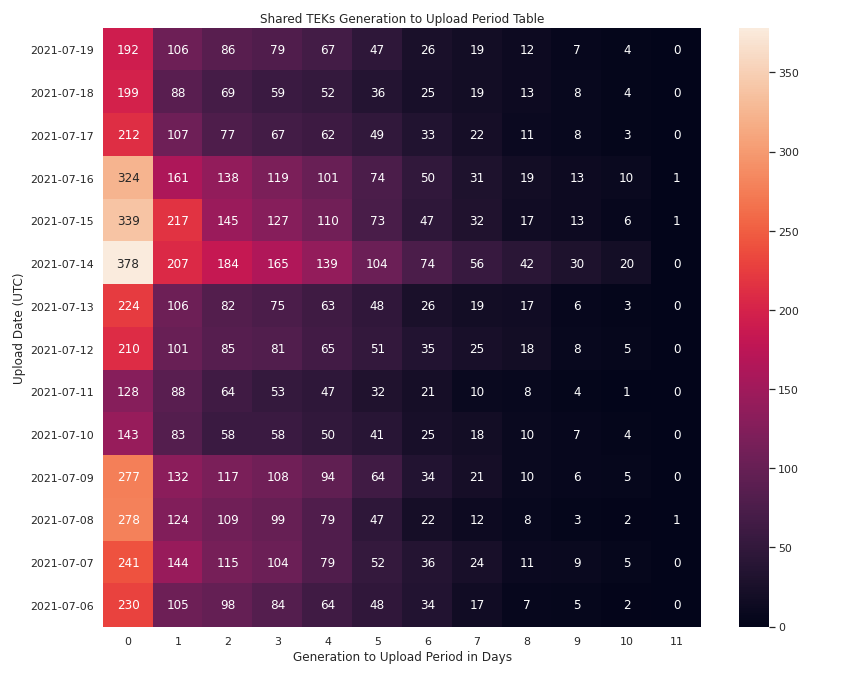 Shared TEKs Generation to Upload Period Table
Upload Date (UTC)
2021-07-19 192 106 86 79 67 47 26 19 12 7 4 0
2021-07-18 199 88 69 59 52 36 25 19 13 8 4 0
2021-07-17 212 107 77 67 62 49 33 22 11 8 3 0
2021-07-16 324 161 138 119 101 74 50 31 19 13 10 1
2021-07-15 339 217 145 127 110 73 47 32 17 13 6 1
2021-07-14 378 207 184 165 139 104 74 56 42 30 20 0
2021-07-13 224 106 82 75 63 48 26 19 17 6 3 0
2021-07-12 210 101 85 81 65 51 35 25 18 8 5 0
2021-07-11 128 88 64 53 47 32 21 10 8 4 1 0
2021-07-10 143 83 58 58 50 41 25 18 10 7 4 0
2021-07-09 277 132 117 108 94 64 34 21 10 6 5 0
2021-07-08 278 124 109 99 79 47 22 12 8 3 2 1
2021-07-07 241 144 115 104 79 52 36 24 11 9 5 0
2021-07-06 230 105 98 84 64 48 34 17 7 5 2 0
0 1 2 3 4 5 6 7 8 9 10 11
Generation to Upload Period in Days
350
300
250
200
150
100
50
0